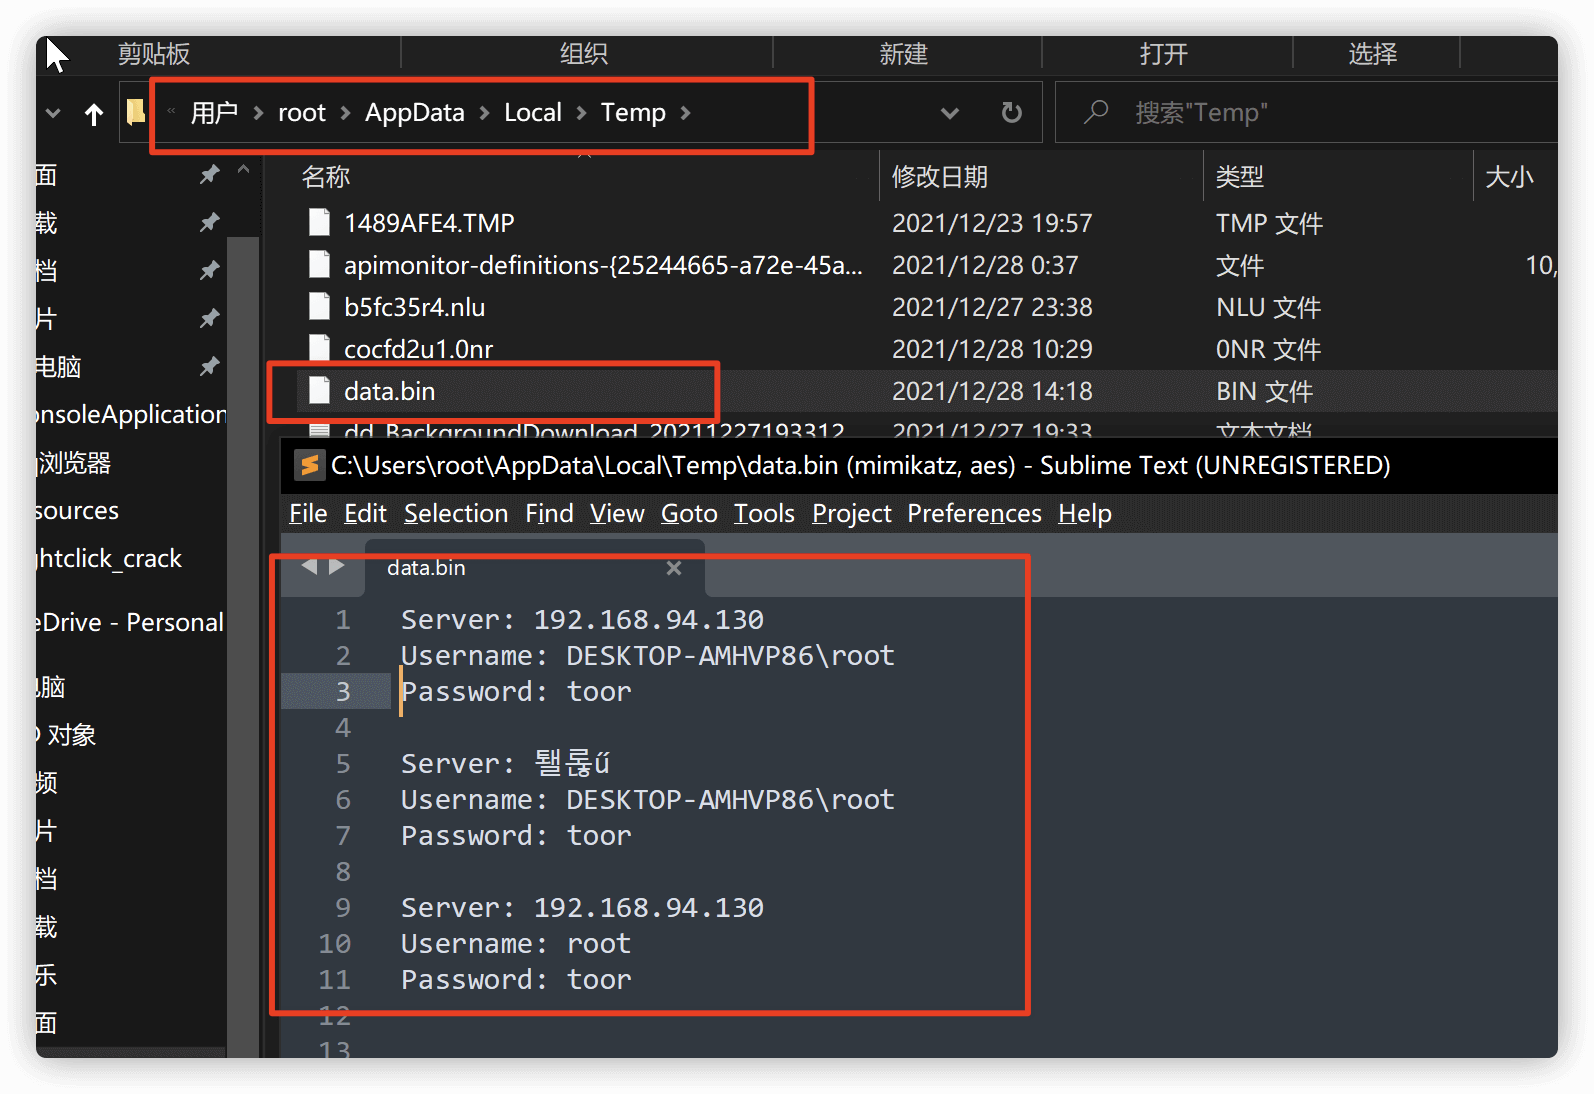 剪贴板 组织 新建 打开 选择
« 用户 > root > AppData > Local > Temp > 搜索"Temp"
名称 修改日期 类型 大小
1489AFE4.TMP 2021/12/23 19:57 TMP 文件
apimonitor-definitions-{25244665-a72e-45a... 2021/12/28 0:37 文件 10,
b5fc35r4.nlu 2021/12/27 23:38 NLU 文件
cocfd2u1.0nr 2021/12/28 10:29 0NR 文件
data.bin 2021/12/28 14:18 BIN 文件
dd_BackgroundDownload_20211227193312 2021/12/27 19:33 文本文档
面
载
档
片
电脑
onsoleApplication
浏览器
sources
ghtclick_crack
eDrive - Personal
电脑
D 对象
频
片
档
载
乐
面
C:\Users\root\AppData\Local\Temp\data.bin (mimikatz, aes) - Sublime Text (UNREGISTERED)
File Edit Selection Find View Goto Tools Project Preferences Help
data.bin
1 Server: 192.168.94.130
2 Username: DESKTOP-AMHVP86\root
3 Password: toor
4
5 Server:
6 Username: DESKTOP-AMHVP86\root
7 Password: toor
8
9 Server: 192.168.94.130
10 Username: root
11 Password: toor
12
13